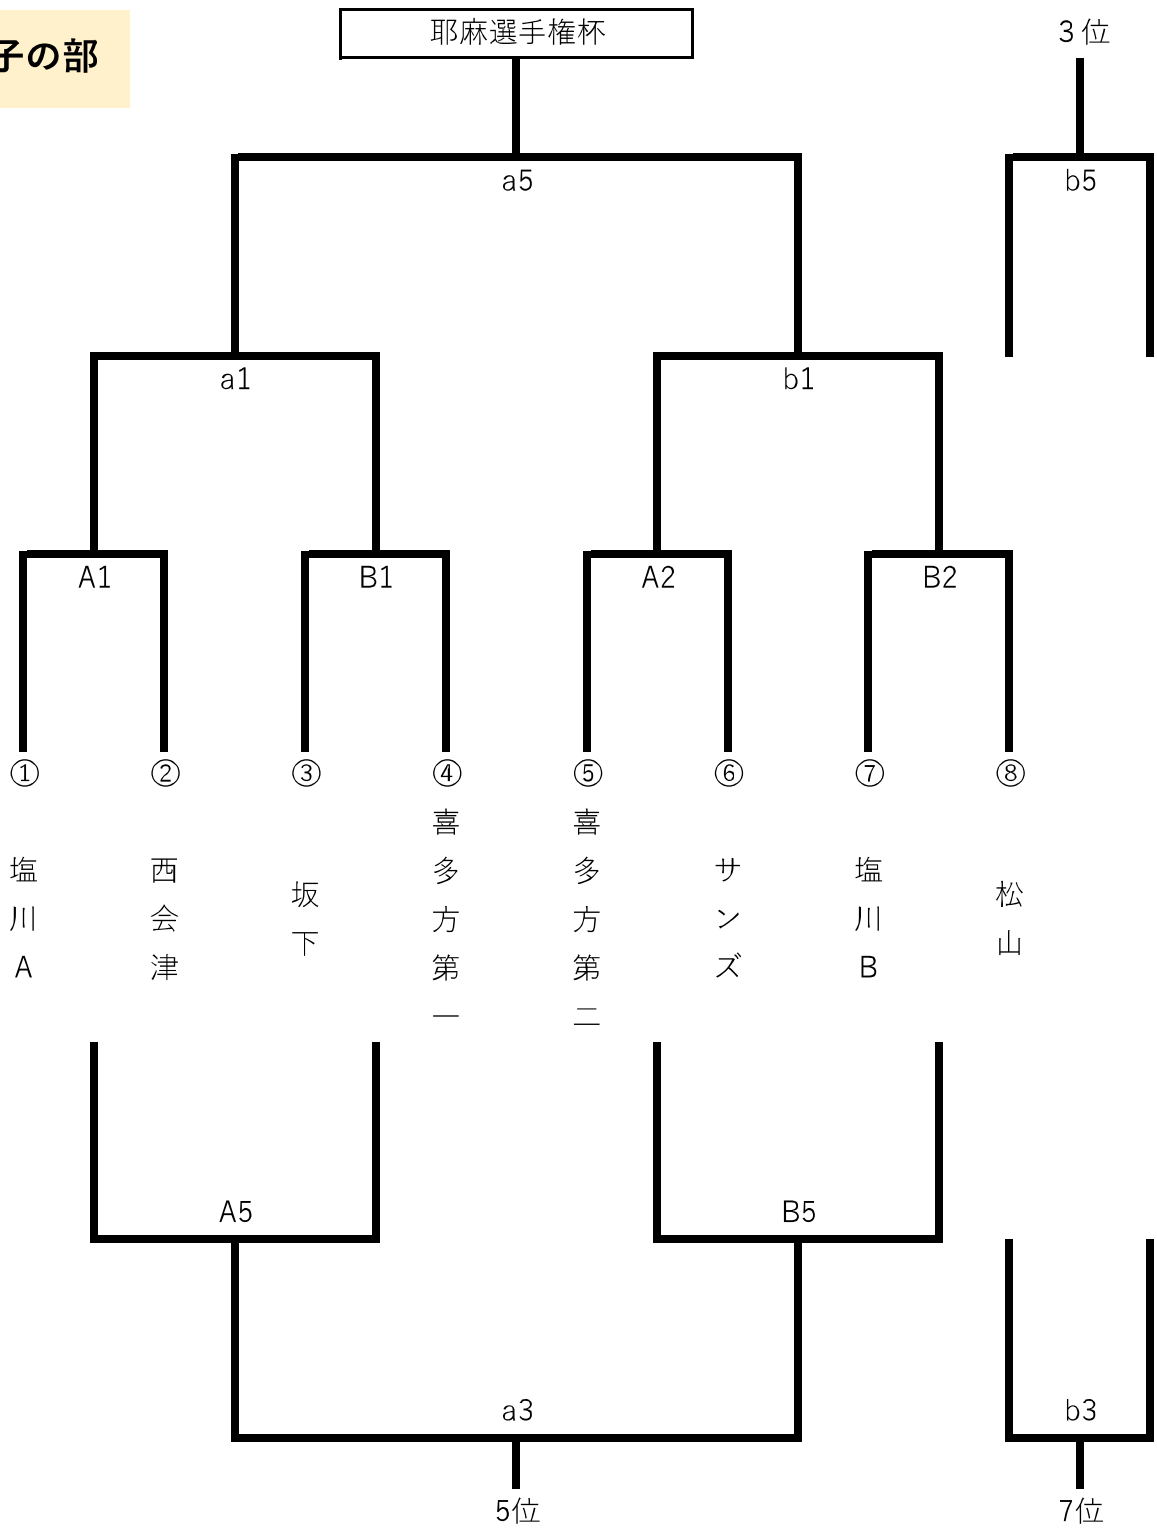 耶麻選手権杯
3位
子の部
a5
b5
a1
b1
A1
B1
A2
B2
①
②
③
④
⑤
⑥
⑦
⑧
塩川A
西会津
坂下
喜多方第一
喜多方第二
サンズ
塩川B
松山
A5
B5
a3
b3
5位
7位